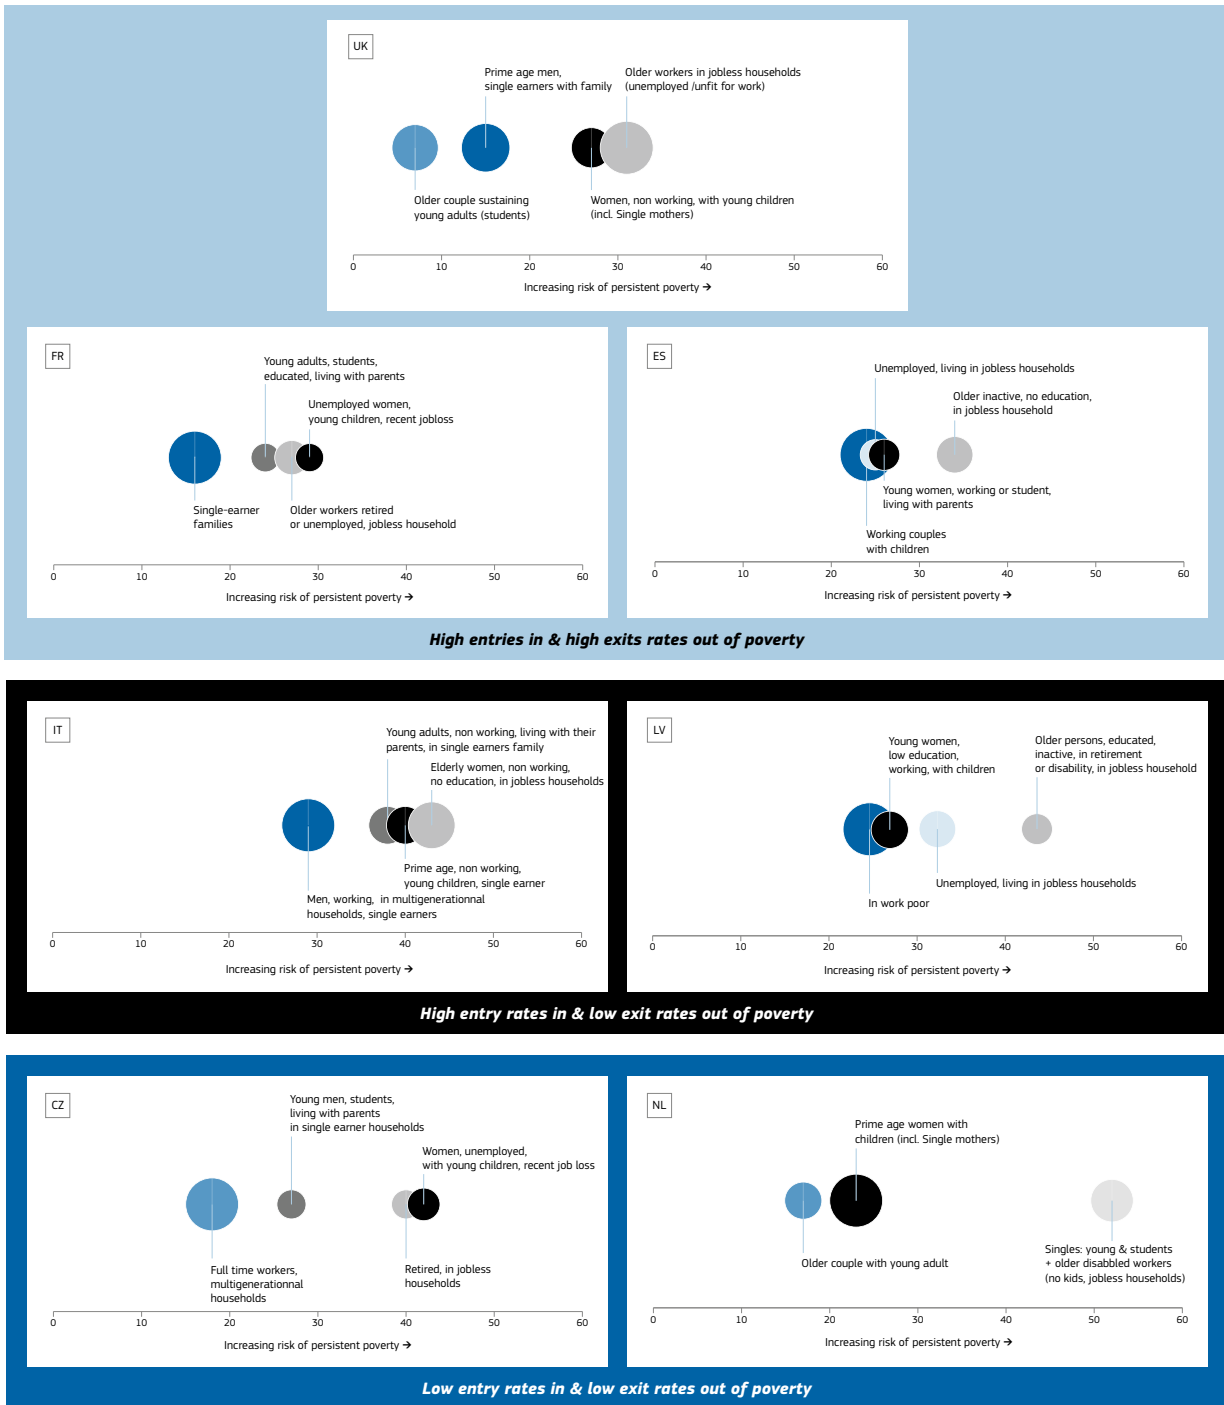 UK
Prime age men,
single earners with family
Older workers in jobless households
(unemployed /unfit for work)
Older couple sustaining
young adults (students)
Women, non working, with young children
(incl. Single mothers)
0 10 20 30 40 50 60
Increasing risk of persistent poverty →
FR
Young adults, students,
educated, living with parents
Unemployed women,
young children, recent jobloss
Single-earner
families
Older workers retired
or unemployed, jobless household
0 10 20 30 40 50 60
Increasing risk of persistent poverty →
ES
Unemployed, living in jobless households
Older inactive, no education,
in jobless household
Young women, working or student,
living with parents
Working couples
with children
0 10 20 30 40 50 60
Increasing risk of persistent poverty →
High entries in & high exits rates out of poverty
IT
Young adults, non working, living with their
parents, in single earners family
Elderly women, non working,
no education, in jobless households
Prime age, non working,
young children, single earner
Men, working, in multigenerationnal
households, single earners
0 10 20 30 40 50 60
Increasing risk of persistent poverty →
LV
Young women,
low education,
working, with children
Older persons, educated,
inactive, in retirement
or disability, in jobless household
Unemployed, living in jobless households
In work poor
0 10 20 30 40 50 60
Increasing risk of persistent poverty →
High entry rates in & low exit rates out of poverty
CZ
Young men, students,
living with parents
in single earner households
Women, unemployed,
with young children, recent job loss
Full time workers,
multigenerationnal
households
Retired, in jobless
households
0 10 20 30 40 50 60
Increasing risk of persistent poverty →
NL
Prime age women with
children (incl. Single mothers)
Older couple with young adult
Singles: young & students
+ older disabbled workers
(no kids, jobless households)
0 10 20 30 40 50 60
Increasing risk of persistent poverty →
Low entry rates in & low exit rates out of poverty